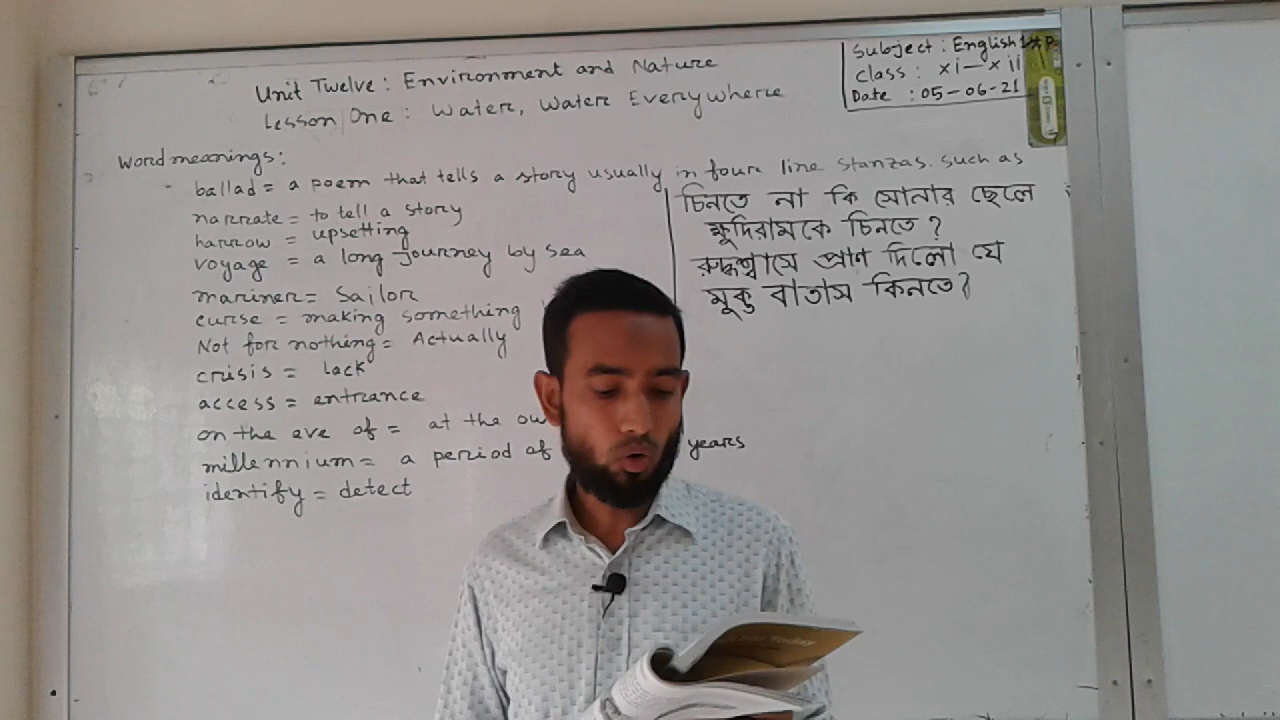 Unit Twelve: Environment and Nature
Lesson One: Water, Water Everywhere
Subject: English 1st P.
Class: xi—xii
Date: 05-06-21
Word meanings:
ballad = a poem that tells a story usually in four line stanzas. such as
narrate = to tell a story
harrow = upsetting
voyage = a long journey by sea
mariner = Sailor
curse = making something
Not for nothing = Actually
crisis = lack
access = entrance
on the eve of = at the
millennium = a period of years
identify = detect
চিনতে না কি সোনার ছেলে
ক্ষুদিরামকে চিনতে?
রুদ্ধশ্বাসে প্রাণ দিলো যে
মুক্ত বাতাস কিনতে?
Today